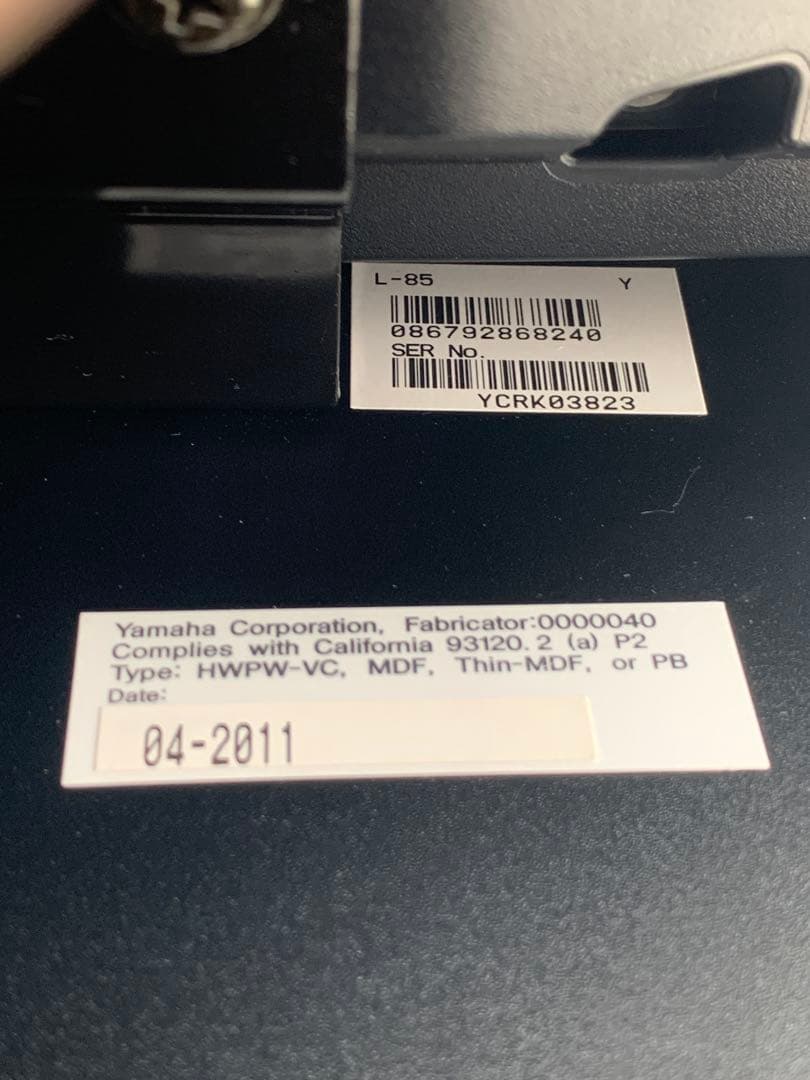 L-85 Y
086792868240
SER No.
YCRK03823
Yamaha Corporation, Fabricator:0000040
Complies with California 93120.2 (a) P2
Type: HWPW-VC, MDF, Thin-MDF, or PB
Date:
04-2011